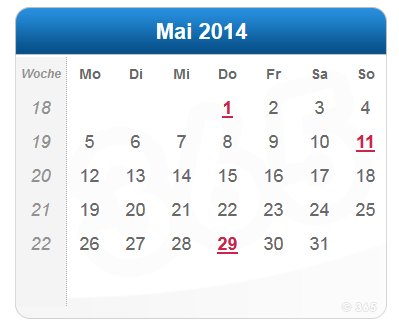 Mai 2014
Woche Mo Di Mi Do Fr Sa So
18 1 2 3 4
19 5 6 7 8 9 10 11
20 12 13 14 15 16 17 18
21 19 20 21 22 23 24 25
22 26 27 28 29 30 31
365
© 365